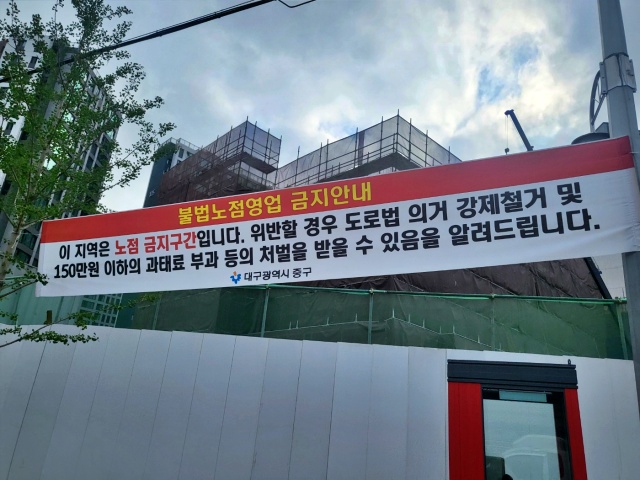 불법노점영업 금지안내
이 지역은 노점 금지구간입니다. 위반할 경우 도로법 의거 강제철거 및
150만원 이하의 과태료 부과 등의 처벌을 받을 수 있음을 알려드립니다.
대구광역시 중구